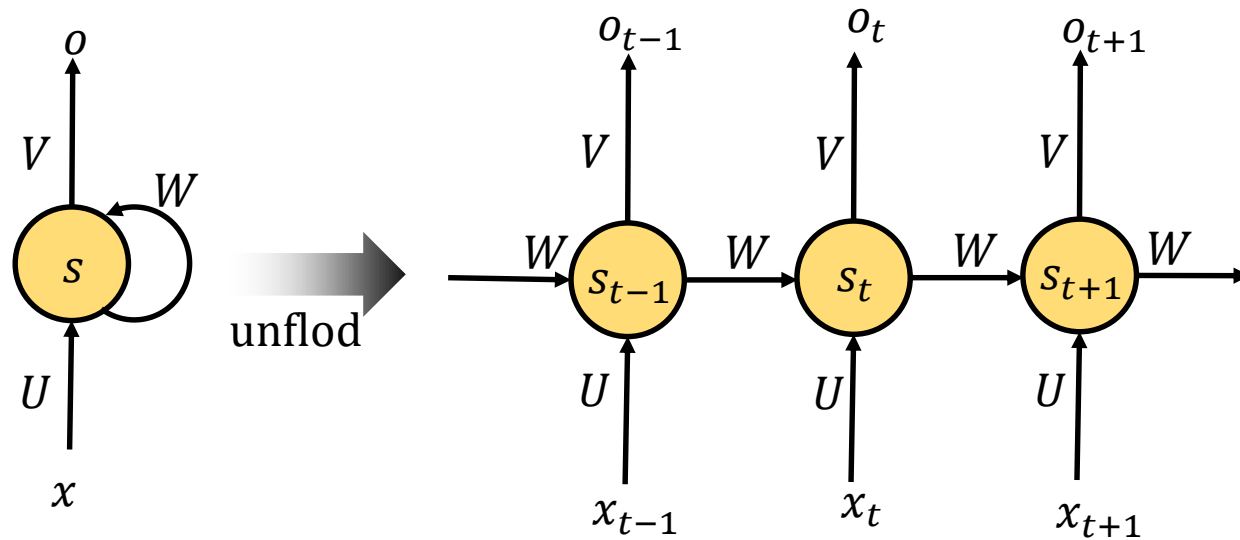 o o_{t−1} o_t o_{t+1}
V V V V
W
s W s_{t−1} W s_t W s_{t+1} W
unflod
U U U U
x x_{t−1} x_t x_{t+1}